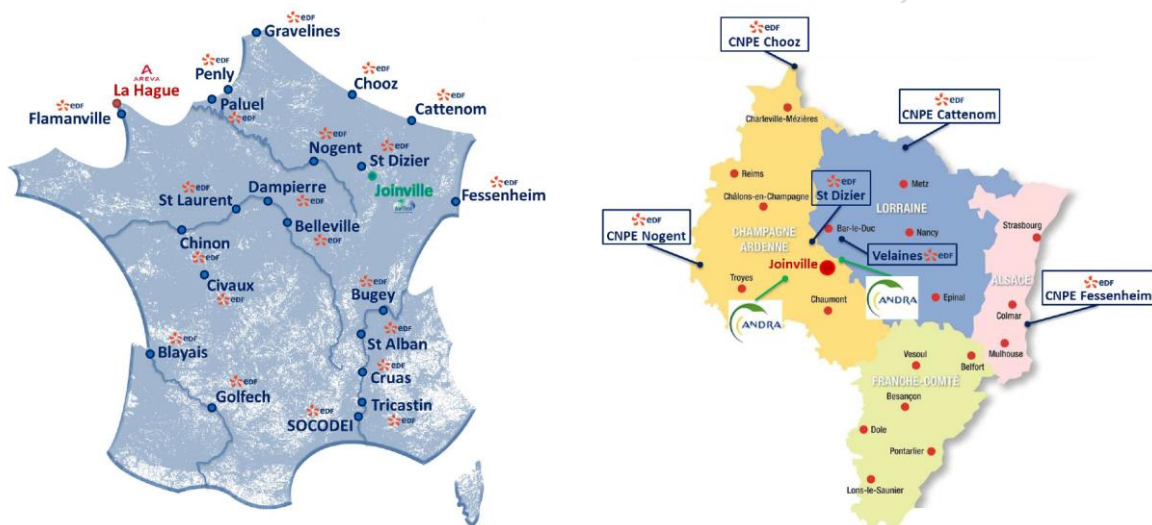 edf
Gravelines
edf
Penly
Paluel
edf
AREVA
La Hague
edf
Flamanville
edf
Chooz
edf
Cattenom
edf
Nogent
edf
St Dizier
Joinville
edf
Fessenheim
edf
St Laurent
Dampierre
edf
Belleville
edf
Chinon
edf
Civaux
edf
Bugey
edf
St Alban
edf
Cruas
edf
Tricastin
edf
edf
SOCODEI
edf
Blayais
edf
Golfech
edf
CNPE Chooz
Charleville-Mézières
edf
CNPE Cattenom
Reims
Châlons-en-Champagne
edf
St Dizier
Metz
LORRAINE
Strasbourg
edf
CNPE Nogent
CHAMPAGNE
ARDENNE
Bar-le-Duc
Nancy
Velaines edf
Joinville
ALSACE
edf
CNPE Fessenheim
Troyes
ANDRA
Chaumont
ANDRA
Epinal
Colmar
Mulhouse
Vesoul
Belfort
FRANCHE-COMTÉ
Besançon
Dole
Pontarlier
Lons-le-Saunier